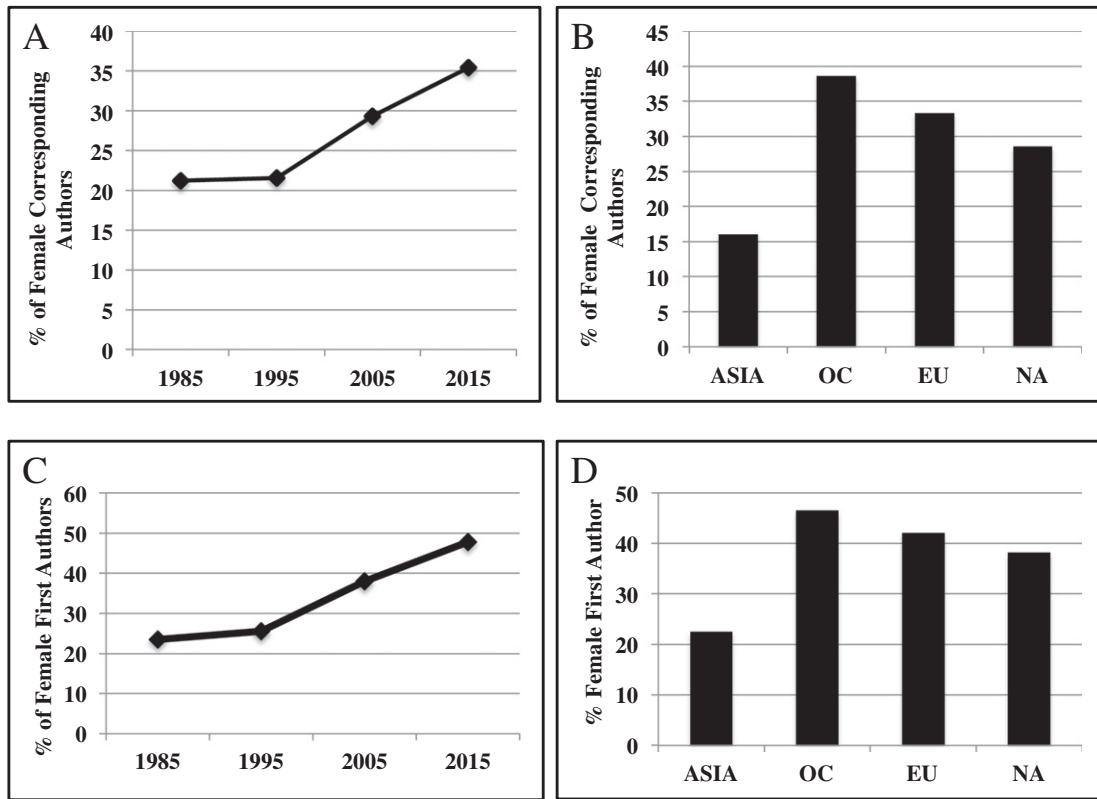 A
% of Female Corresponding
Authors
40
35
30
25
20
15
10
5
0
1985 1995 2005 2015
B
% of Female Corresponding
Authors
45
40
35
30
25
20
15
10
5
0
ASIA OC EU NA
C
% of Female First Authors
60
50
40
30
20
10
0
1985 1995 2005 2015
D
% Female First Author
50
40
30
20
10
0
ASIA OC EU NA